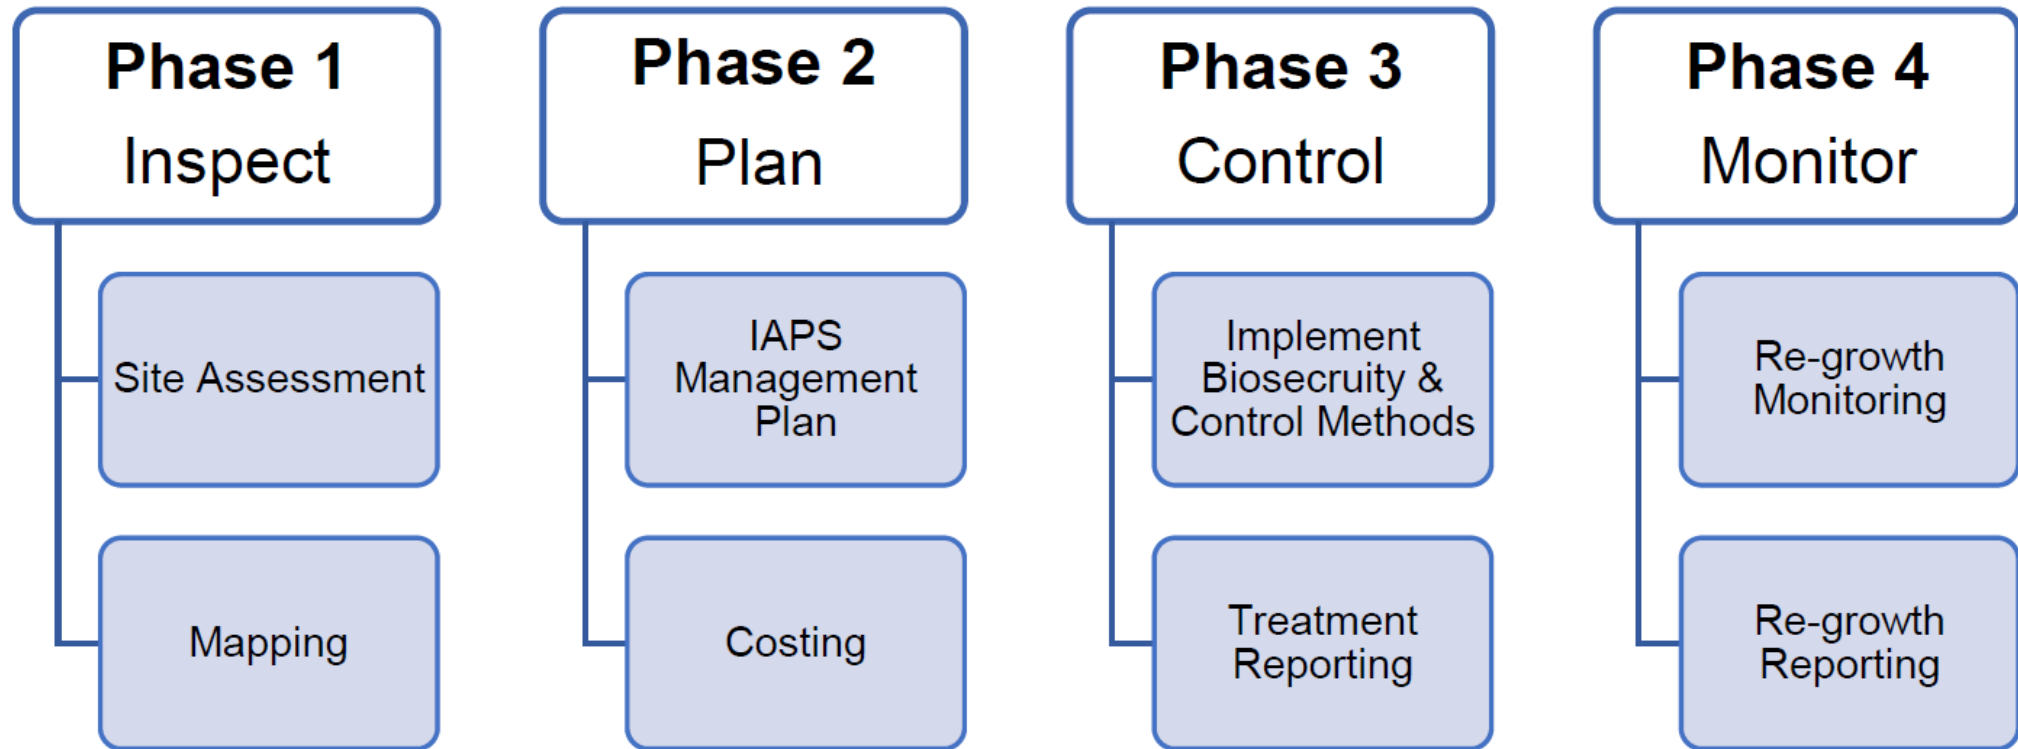 Phase 1
Inspect
Site Assessment
Mapping
Phase 2
Plan
IAPS
Management
Plan
Costing
Phase 3
Control
Implement
Biosecruity &
Control Methods
Treatment
Reporting
Phase 4
Monitor
Re-growth
Monitoring
Re-growth
Reporting